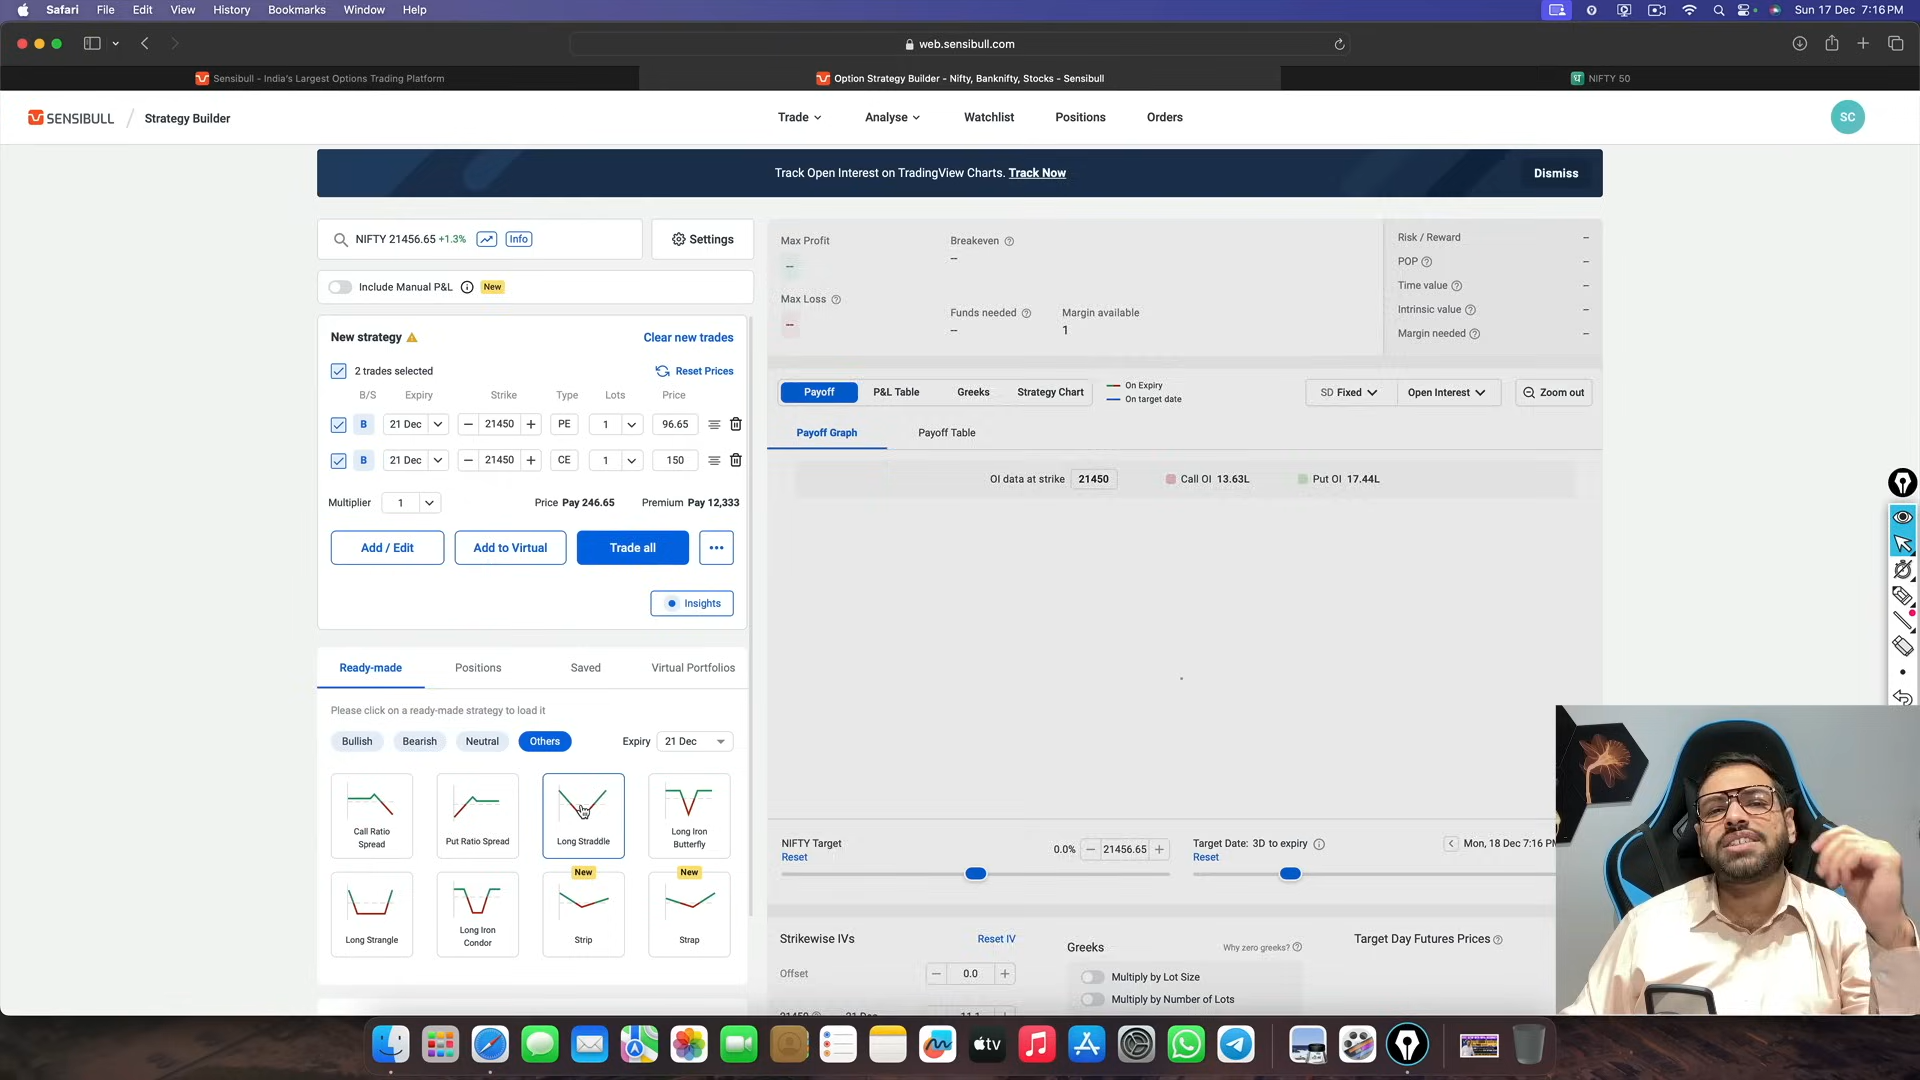 Safari File Edit View History Bookmarks Window Help Sun 17 Dec 7:16 PM
web.sensibull.com
Sensibull - India's Largest Options Trading Platform
Option Strategy Builder - Nifty, Banknifty, Stocks - Sensibull
NIFTY 50
SENSIBULL / Strategy Builder
Trade Analyse Watchlist Positions Orders
SC
Track Open Interest on TradingView Charts. Track Now
Dismiss
NIFTY 21456.65 +1.3% Info
Settings
Include Manual P&L New
New strategy
Clear new trades
2 trades selected
Reset Prices
B/S Expiry Strike Type Lots Price
B 21 Dec 21450 PE 1 96.65
B 21 Dec 21450 CE 1 150
Multiplier 1 Price Pay 246.65 Premium Pay 12,333
Add / Edit
Add to Virtual
Trade all
Insights
Ready-made Positions Saved Virtual Portfolios
Please click on a ready-made strategy to load it
Bullish Bearish Neutral Others Expiry 21 Dec
Call Ratio
Spread
Put Ratio Spread
Long Straddle
Long Iron
Butterfly
New
New
Long Strangle
Long Iron
Condor
Strip
Strap
Max Profit
--
Breakeven
--
Max Loss
--
Funds needed
--
Margin available
1
Risk / Reward –
POP –
Time value –
Intrinsic value –
Margin needed –
Payoff P&L Table Greeks Strategy Chart
On Expiry
On target date
SD Fixed
Open Interest
Zoom out
Payoff Graph Payoff Table
OI data at strike 21450 Call OI 13.63L Put OI 17.44L
NIFTY Target
Reset
0.0% 21456.65
Target Date: 3D to expiry
Reset
Mon, 18 Dec 7:16 PM
Strikewise IVs Reset IV
Offset 0.0
21450 21 Dec 11.1
Greeks Why zero greeks?
Multiply by Lot Size
Multiply by Number of Lots
Target Day Futures Prices
tv